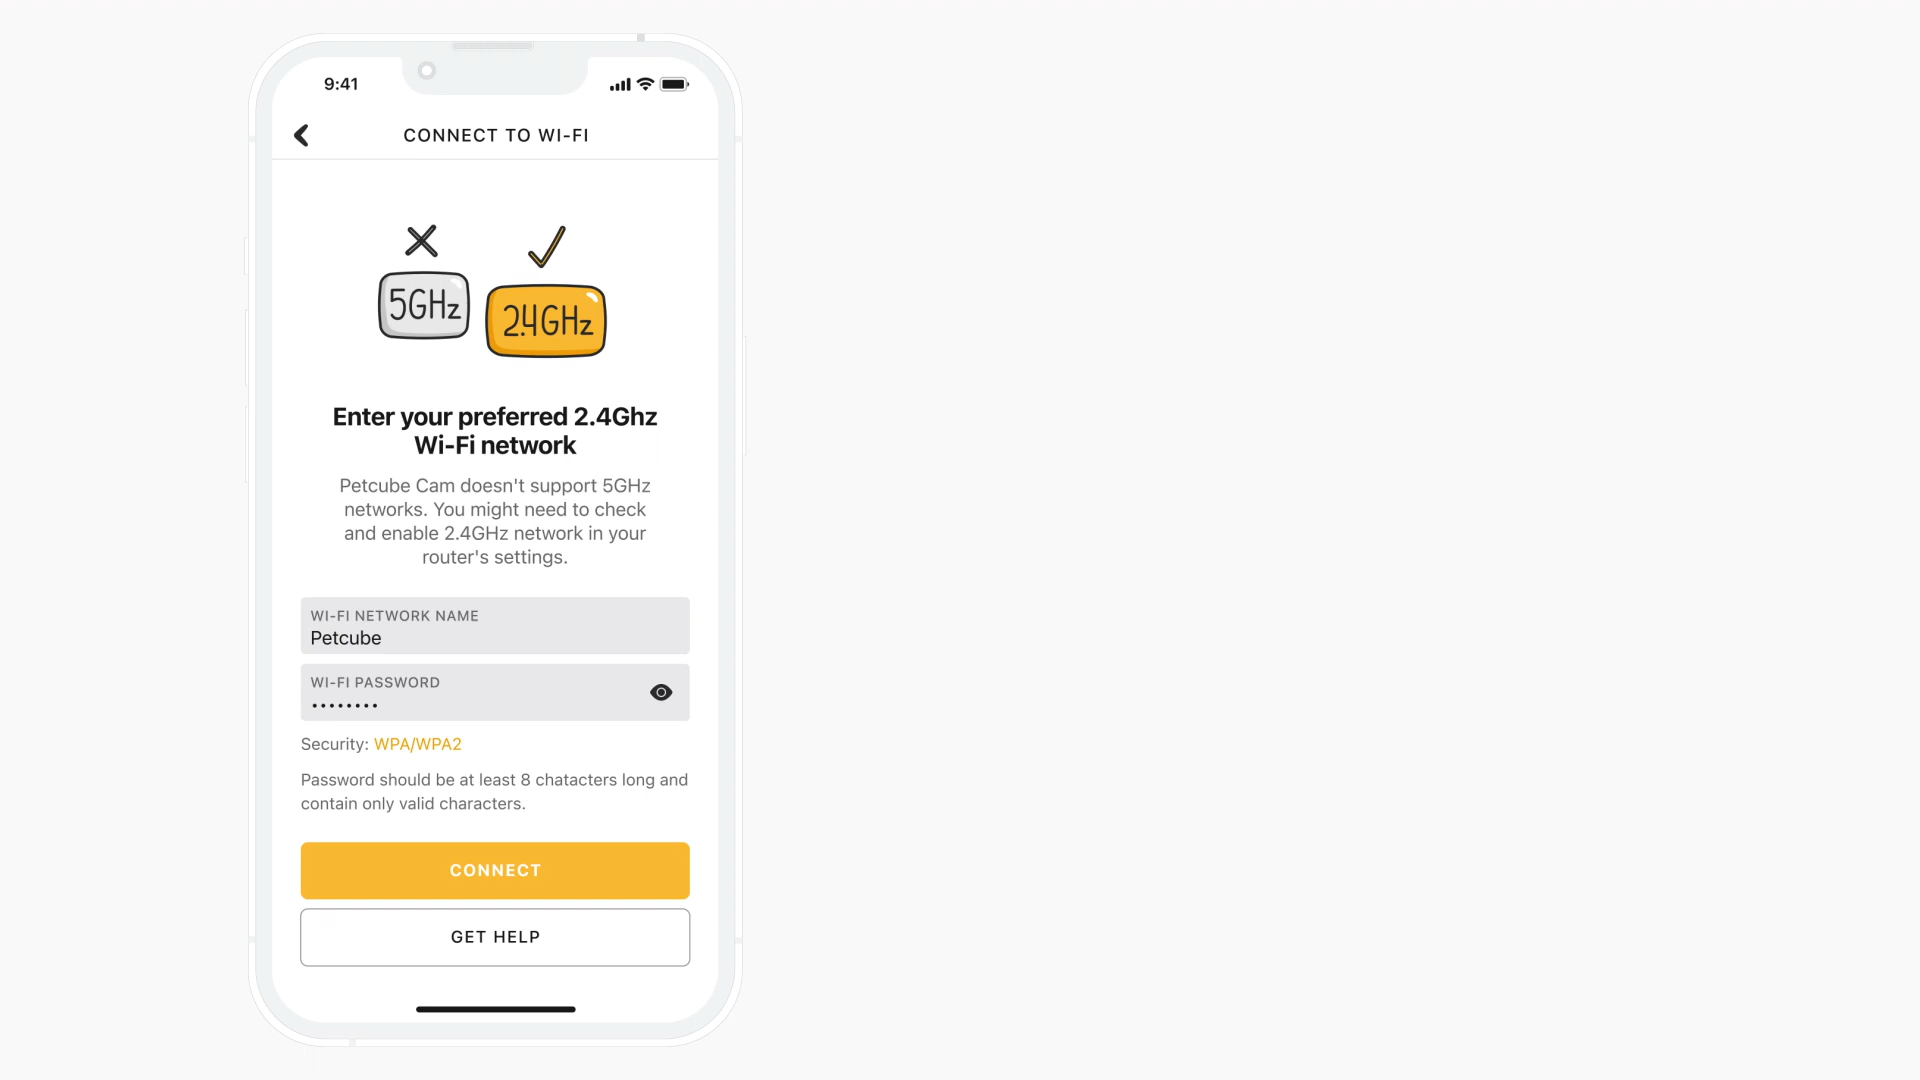 9:41
CONNECT TO WI-FI
5GHz
2.4GHz
Enter your preferred 2.4Ghz
Wi-Fi network
Petcube Cam doesn't support 5GHz
networks. You might need to check
and enable 2.4GHz network in your
router's settings.
WI-FI NETWORK NAME
Petcube
WI-FI PASSWORD
••••••••
Security: WPA/WPA2
Password should be at least 8 chatacters long and
contain only valid characters.
CONNECT
GET HELP